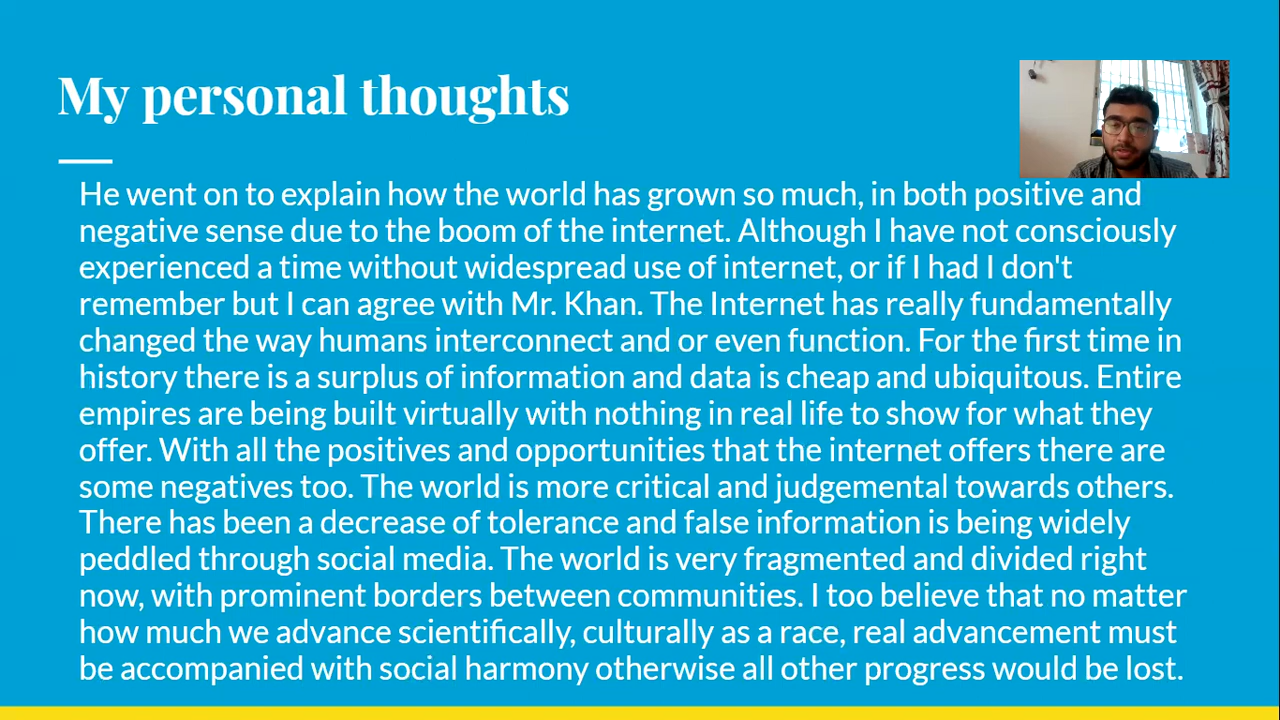 My personal thoughts
He went on to explain how the world has grown so much, in both positive and
negative sense due to the boom of the internet. Although I have not consciously
experienced a time without widespread use of internet, or if I had I don't
remember but I can agree with Mr. Khan. The Internet has really fundamentally
changed the way humans interconnect and or even function. For the first time in
history there is a surplus of information and data is cheap and ubiquitous. Entire
empires are being built virtually with nothing in real life to show for what they
offer. With all the positives and opportunities that the internet offers there are
some negatives too. The world is more critical and judgemental towards others.
There has been a decrease of tolerance and false information is being widely
peddled through social media. The world is very fragmented and divided right
now, with prominent borders between communities. I too believe that no matter
how much we advance scientifically, culturally as a race, real advancement must
be accompanied with social harmony otherwise all other progress would be lost.